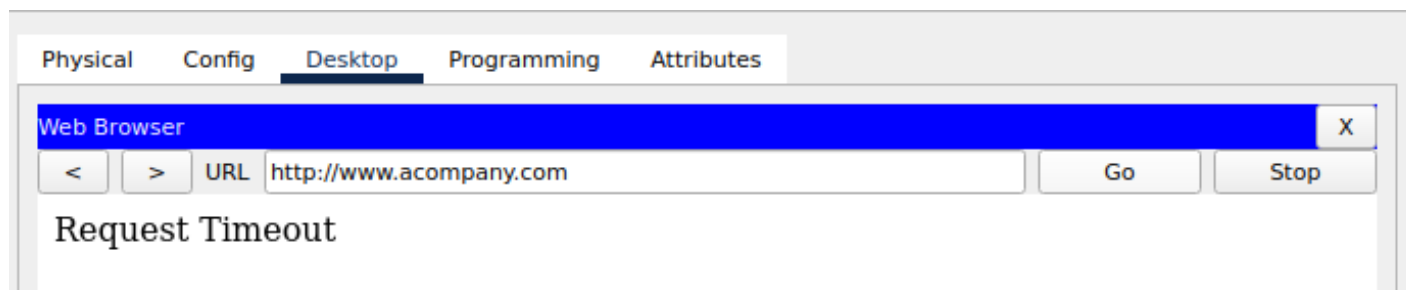 Physical Config Desktop Programming Attributes
Web Browser X
< > URL http://www.acompany.com Go Stop
Request Timeout